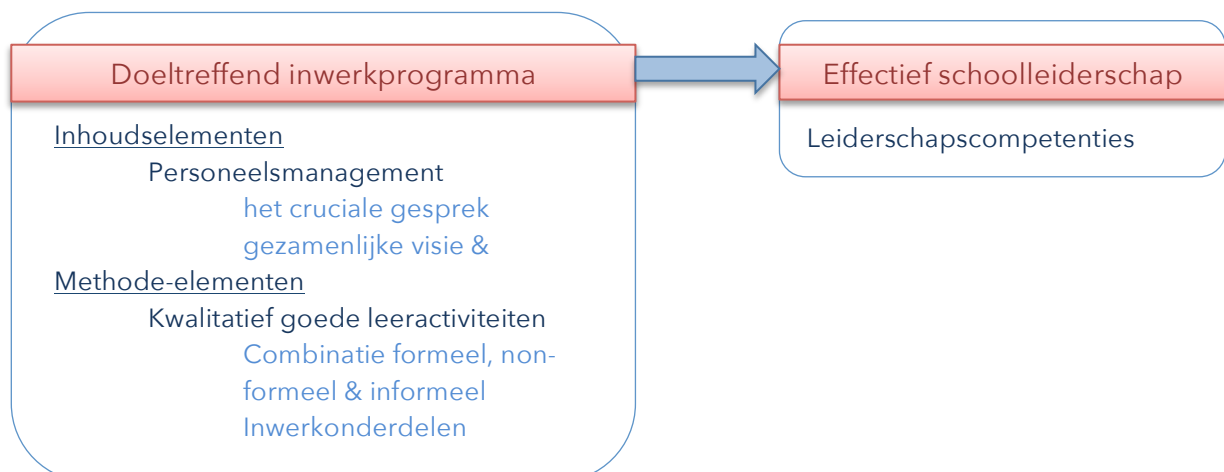 Doeltreffend inwerkprogramma
Inhoudselementen
Personeelsmanagement
het cruciale gesprek
gezamenlijke visie &
Methode-elementen
Kwalitatief goede leeractiviteiten
Combinatie formeel, non-
formeel & informeel
Inwerkonderdelen
Effectief schoolleiderschap
Leiderschapscompetenties